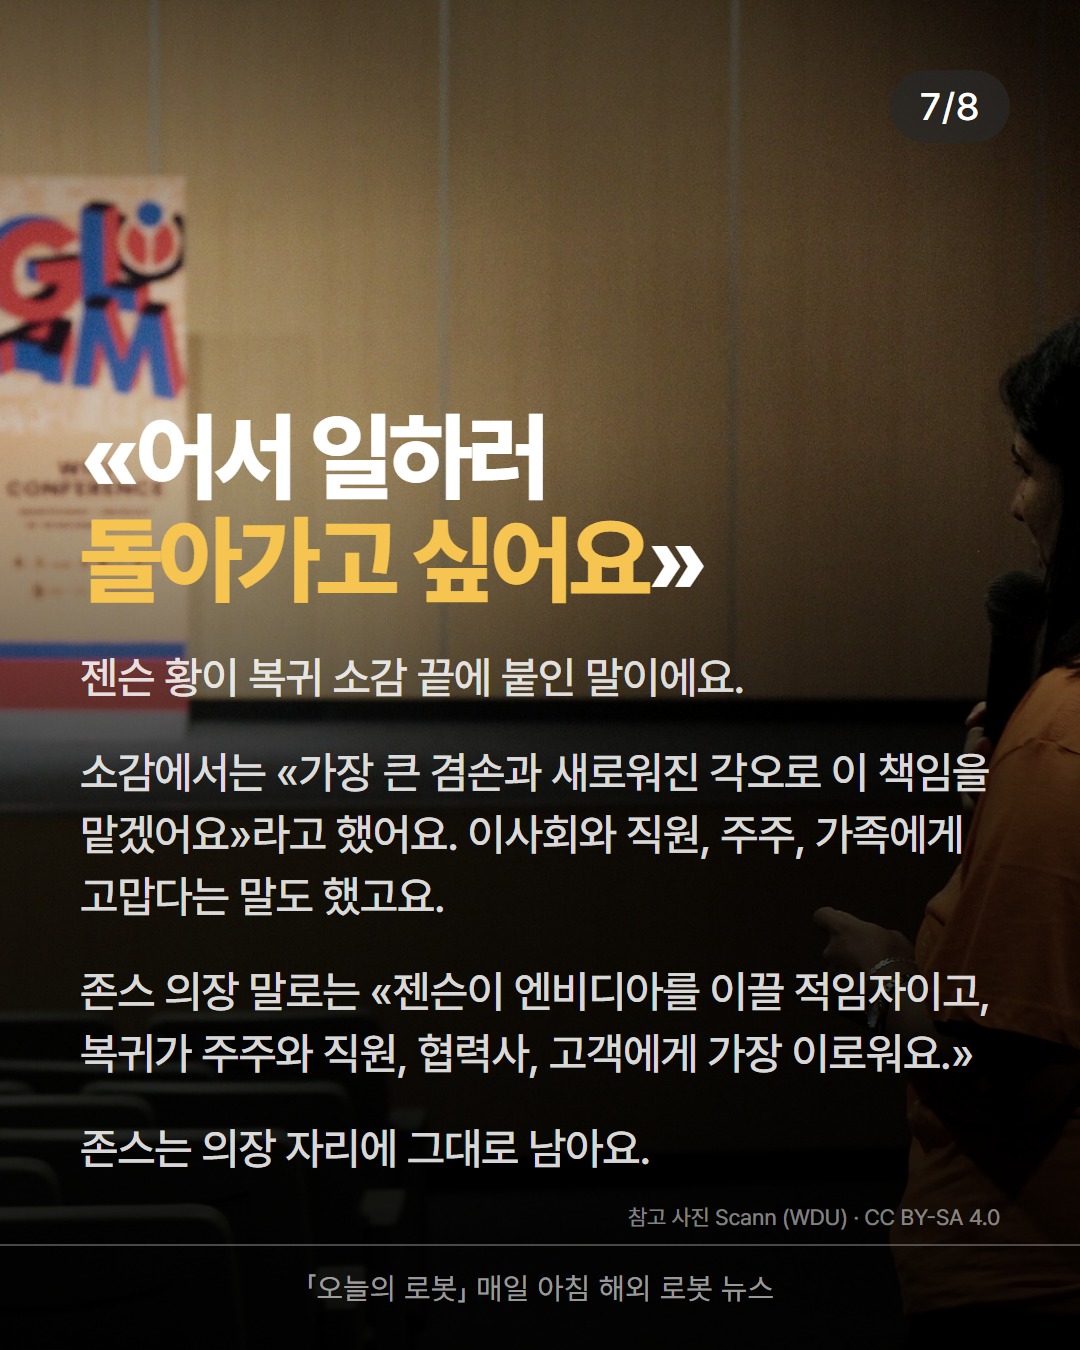 7/8
GL
AM
CONFERENCE
«어서 일하러
돌아가고 싶어요»
젠슨 황이 복귀 소감 끝에 붙인 말이에요.
소감에서는 «가장 큰 겸손과 새로워진 각오로 이 책임을
맡겠어요»라고 했어요. 이사회와 직원, 주주, 가족에게
고맙다는 말도 했고요.
존스 의장 말로는 «젠슨이 엔비디아를 이끌 적임자이고,
복귀가 주주와 직원, 협력사, 고객에게 가장 이로워요.»
존스는 의장 자리에 그대로 남아요.
참고 사진 Scann (WDU) · CC BY-SA 4.0
「오늘의 로봇」 매일 아침 해외 로봇 뉴스